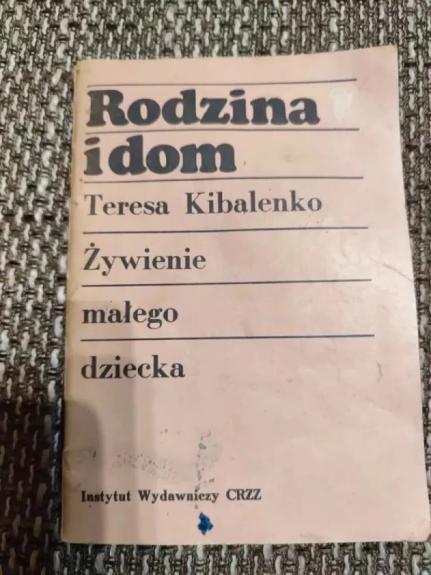 Rodzina
i dom
Teresa Kibalenko
Żywienie
małego
dziecka
Instytut Wydawniczy CRZZ